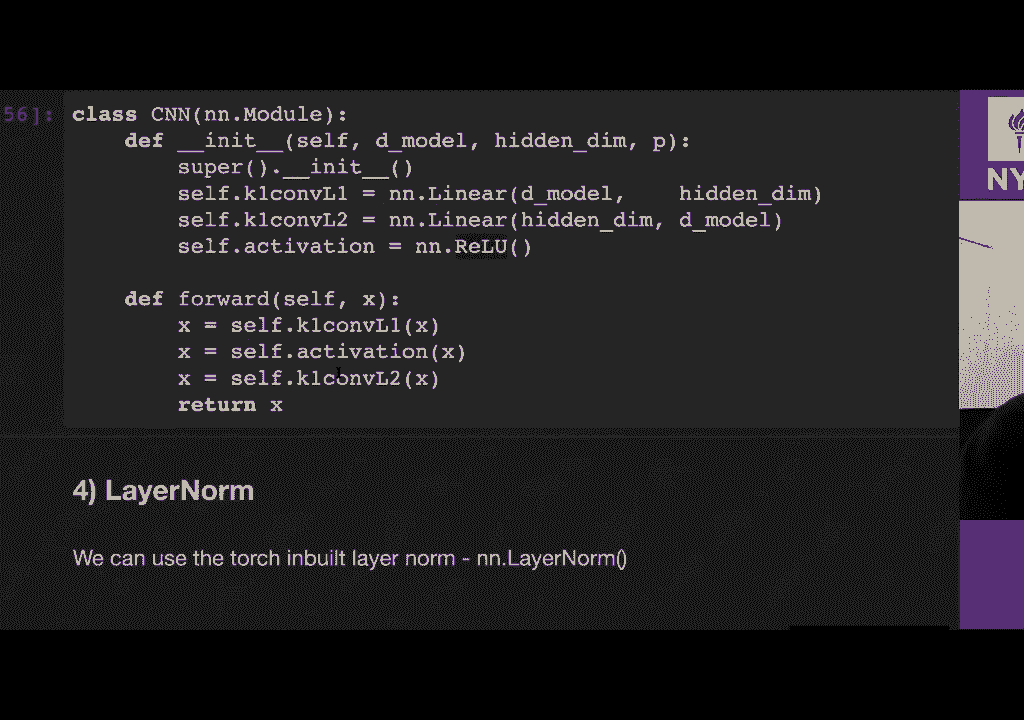 56]:
class CNN(nn.Module):
    def __init__(self, d_model, hidden_dim, p):
        super().__init__()
        self.k1convL1 = nn.Linear(d_model,    hidden_dim)
        self.k1convL2 = nn.Linear(hidden_dim, d_model)
        self.activation = nn.ReLU()
    def forward(self, x):
        x = self.k1convL1(x)
        x = self.activation(x)
        x = self.k1convL2(x)
        return x
4) LayerNorm
We can use the torch inbuilt layer norm - nn.LayerNorm()
NY